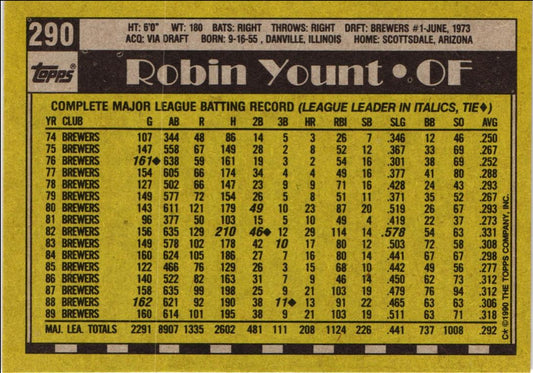 290
HT: 6'0" WT: 180 BATS: RIGHT THROWS: RIGHT DRFT: BREWERS #1-JUNE, 1973
ACQ: VIA DRAFT BORN: 9-16-55, DANVILLE, ILLINOIS HOME: SCOTTSDALE, ARIZONA
Topps
Robin Yount • OF
COMPLETE MAJOR LEAGUE BATTING RECORD (LEAGUE LEADER IN ITALICS, TIE♦)
YR CLUB G AB R H 2B 3B HR RBI SB SLG BB SO AVG
74 BREWERS 107 344 48 86 14 5 3 26 7 .346 12 46 .250
75 BREWERS 147 558 67 149 28 2 8 52 12 .367 33 69 .267
76 BREWERS 161♦ 638 59 161 19 3 2 54 16 .301 38 69 .252
77 BREWERS 154 605 66 174 34 4 4 49 16 .377 41 80 .288
78 BREWERS 127 502 66 147 23 9 9 71 16 .428 24 43 .293
79 BREWERS 149 577 72 154 26 5 8 51 11 .371 35 52 .267
80 BREWERS 143 611 121 179 49 10 23 87 20 .519 26 67 .293
81 BREWERS 96 377 50 103 15 5 10 49 4 .419 22 37 .273
82 BREWERS 156 635 129 210 46♦ 12 29 114 14 .578 54 63 .331
83 BREWERS 149 578 102 178 42 10 17 80 12 .503 72 58 .308
84 BREWERS 160 624 105 186 27 7 16 80 14 .441 67 67 .298
85 BREWERS 122 466 76 129 26 3 15 68 10 .442 49 56 .277
86 BREWERS 140 522 82 163 31 7 9 46 14 .450 62 73 .312
87 BREWERS 158 635 99 198 25 9 21 103 19 .479 76 94 .312
88 BREWERS 162 621 92 190 38 11♦ 13 91 22 .465 63 63 .306
89 BREWERS 160 614 101 195 38 9 21 103 19 .511 63 71 .318
MAJ. LEA. TOTALS 2291 8907 1335 2602 481 111 208 1124 226 .441 737 1008 .292
C* ©1990 THE TOPPS COMPANY, INC.